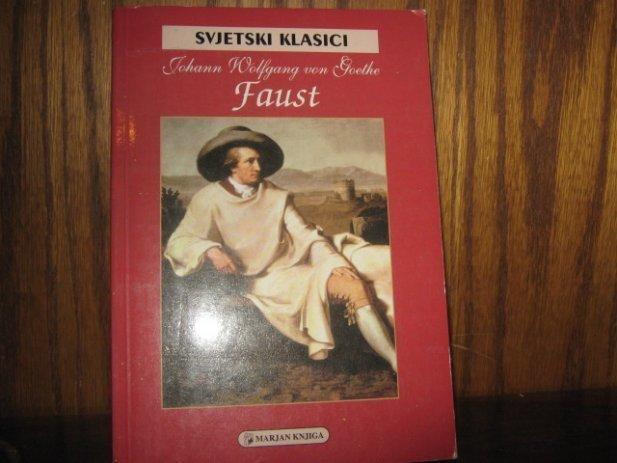 SVJETSKI KLASICI
Johann Wolfgang von Goethe
Faust
MARJAN KNJIGA